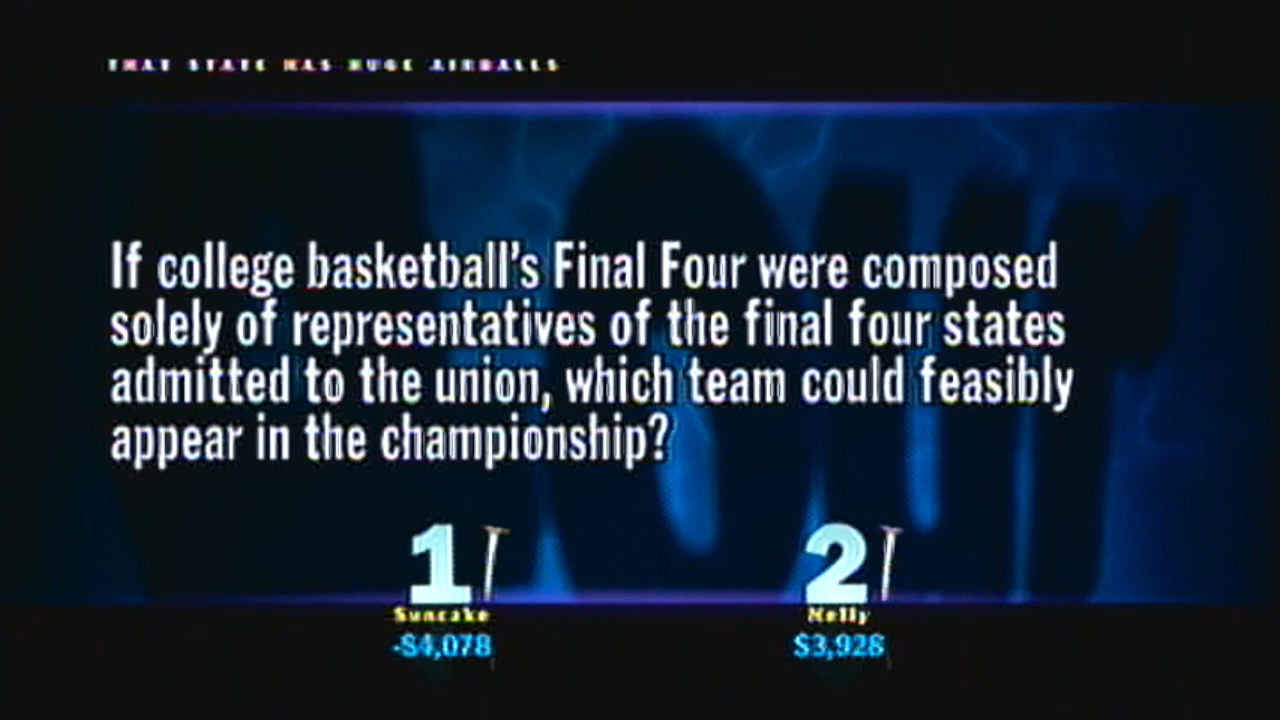 THAT STATE HAS HUGE AIRBALLS
If college basketball's Final Four were composed
solely of representatives of the final four states
admitted to the union, which team could feasibly
appear in the championship?
1 2
Suncake Nelly
-$4,078 $3,928